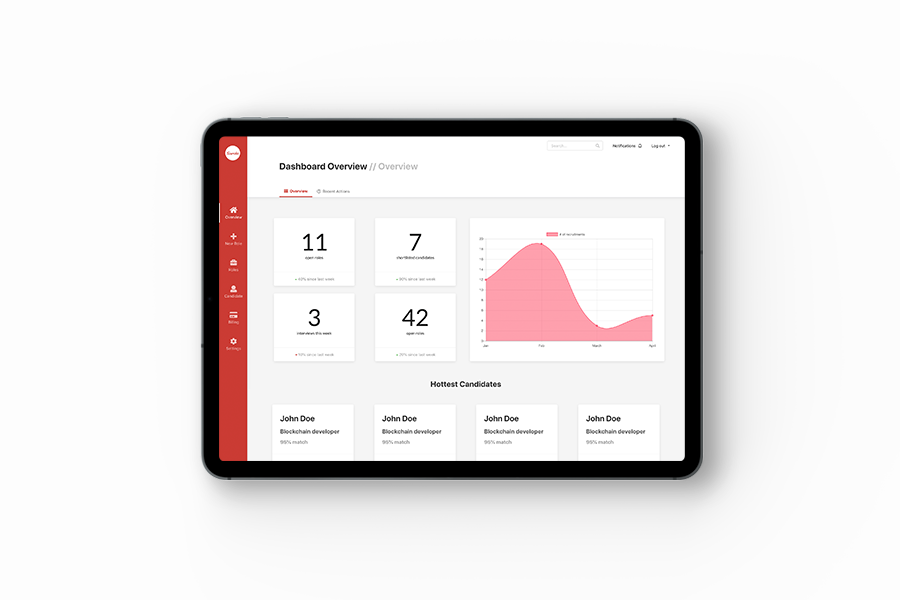 Search...
Notifications
Log out
Dashboard Overview // Overview
Overview
Recent Actions
Overview
New Role
Roles
Candidate
Billing
Settings
11
open roles
40% since last week
7
shortlisted candidates
90% since last week
3
interviews this week
10% since last week
42
open roles
20% since last week
# of recruitments
20
18
16
14
12
10
8
6
4
2
0
Jan
Feb
March
April
Hottest Candidates
John Doe
Blockchain developer
95% match
John Doe
Blockchain developer
95% match
John Doe
Blockchain developer
95% match
John Doe
Blockchain developer
95% match